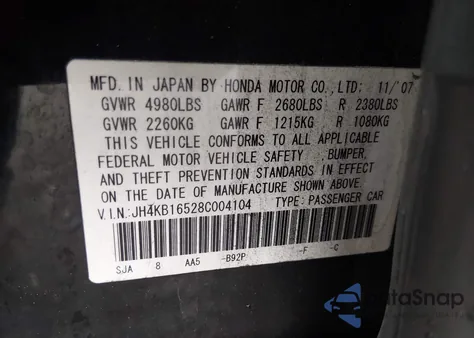 MFD. IN JAPAN BY HONDA MOTOR CO., LTD: 11/'07
GVWR 4980LBS GAWR F 2680LBS R 2380LBS
GVWR 2260KG GAWR F 1215KG R 1080KG
THIS VEHICLE CONFORMS TO ALL APPLICABLE
FEDERAL MOTOR VEHICLE SAFETY ,BUMPER,
AND THEFT PREVENTION STANDARDS IN EFFECT
ON THE DATE OF MANUFACTURE SHOWN ABOVE.
V.I.N:JH4KB16528C004104 TYPE: PASSENGER CAR
SJA 8 AA5 -B92P -F -C
DataSnap